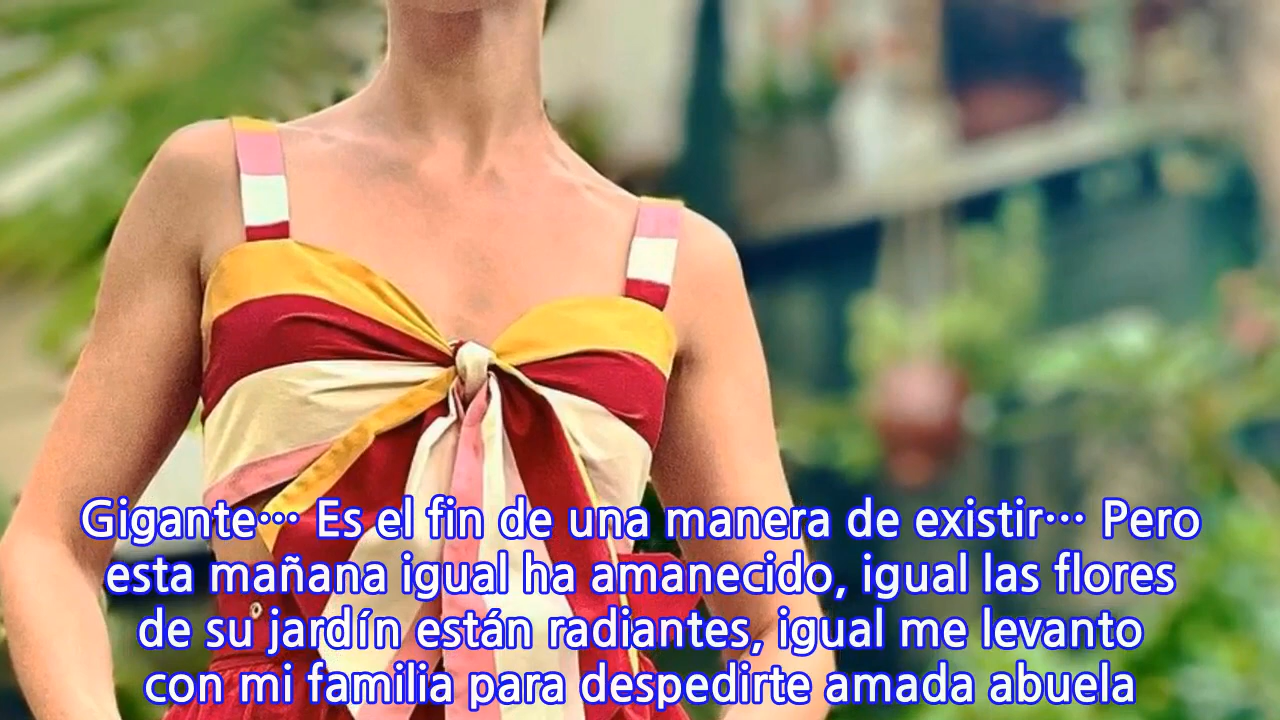 Gigante… Es el fin de una manera de existir… Pero
esta mañana igual ha amanecido, igual las flores
de su jardín están radiantes, igual me levanto
con mi familia para despedirte amada abuela